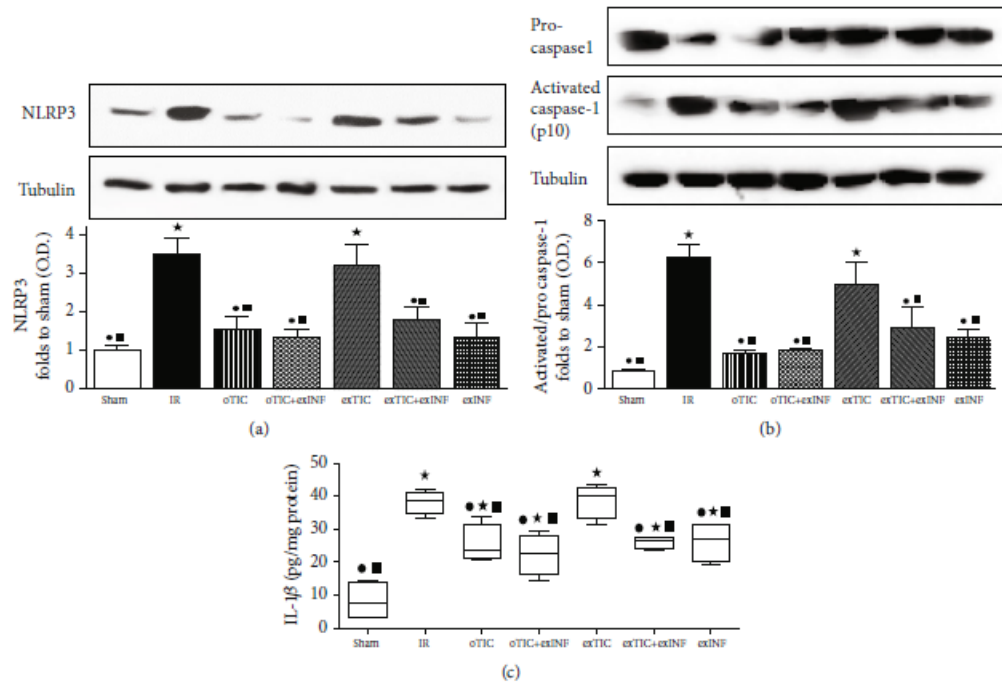 NLRP3
Tubulin
NLRP3
folds to sham (O.D.)
4
3
2
1
0
Sham IR oTIC oTIC+exINF exTIC exTIC+exINF exINF
(a)
Pro-
caspase1
Activated
caspase-1
(p10)
Tubulin
Activated/pro caspase-1
folds to sham (O.D.)
8
6
4
2
0
Sham IR oTIC oTIC+exINF exTIC exTIC+exINF exINF
(b)
IL-1β (pg/mg protein)
50
40
30
20
10
0
Sham IR oTIC oTIC+exINF exTIC exTIC+exINF exINF
(c)